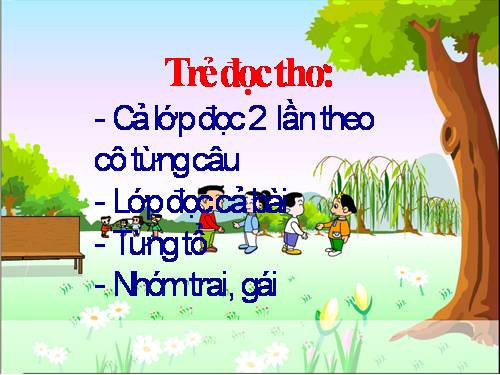 Trẻ đọc thơ:
- Cả lớp đọc 2 lần theo
cô từng câu
- Lớp đọc cả bài
- Từng tổ
- Nhóm trai, gái